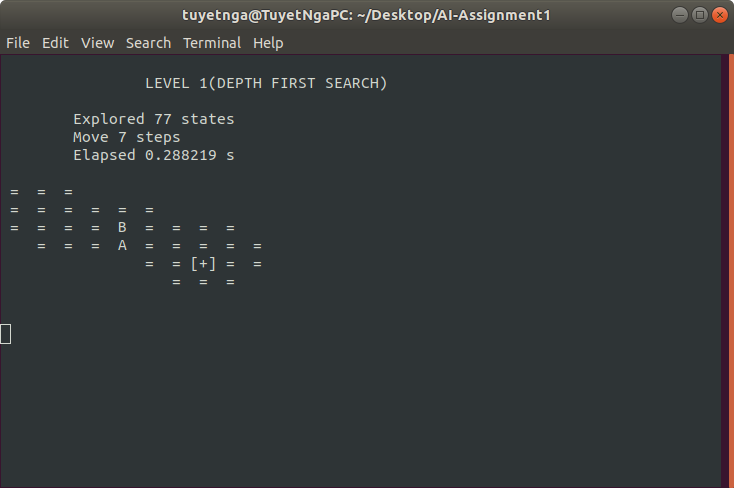 tuyetnga@TuyetNgaPC: ~/Desktop/AI-Assignment1
File Edit View Search Terminal Help
LEVEL 1(DEPTH FIRST SEARCH)
Explored 77 states
Move 7 steps
Elapsed 0.288219 s
=  =  =
=  =  =  =  =  =
=  =  =  =  B  =  =  =  =
   =  =  =  A  =  =  =  =  =
               =  = [+] =  =
                  =  =  =